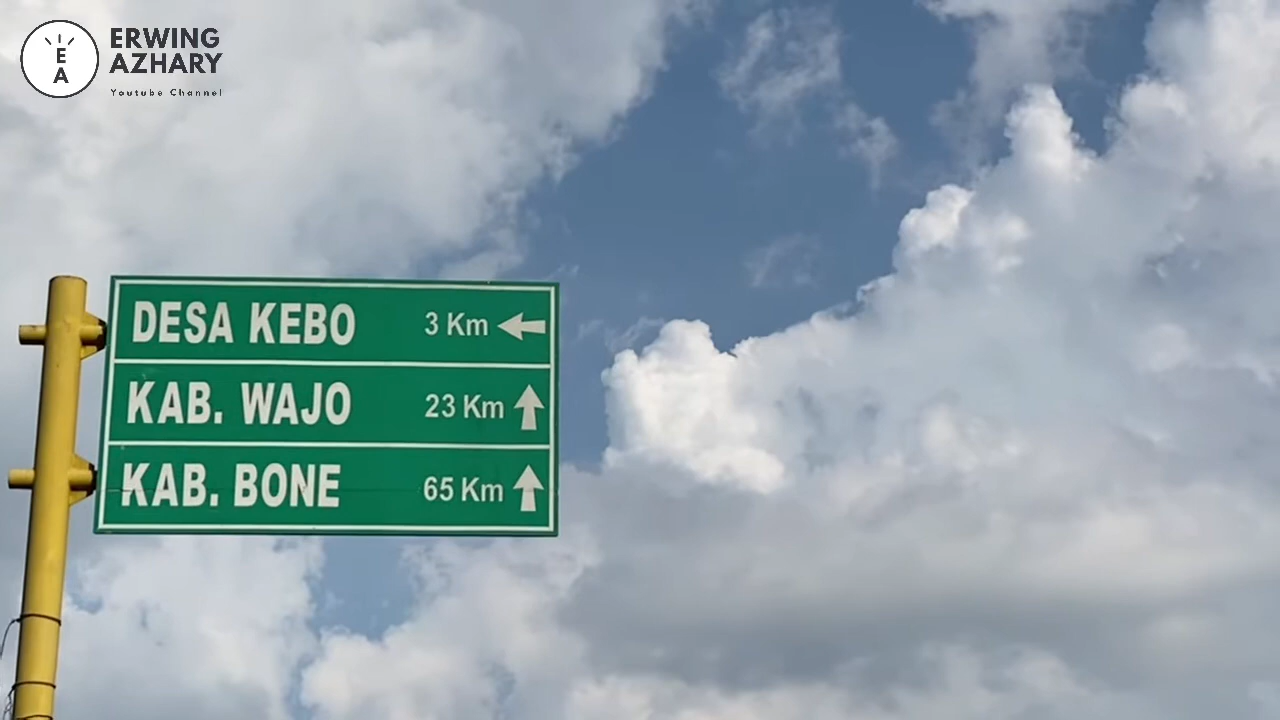 E
A
ERWING
AZHARY
Youtube Channel
DESA KEBO 3 Km
KAB. WAJO 23 Km
KAB. BONE 65 Km